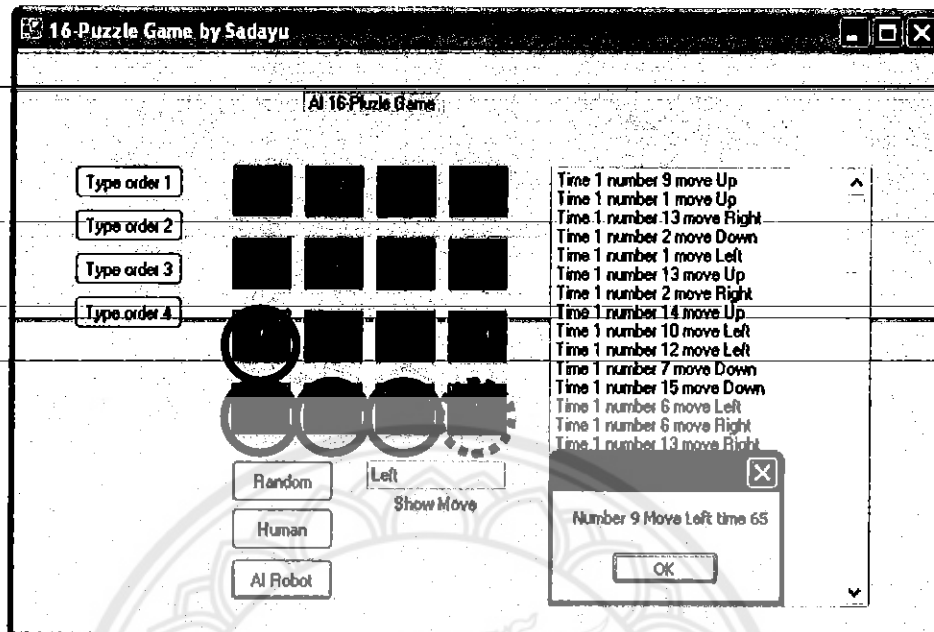 16-Puzzle Game by Sadayu
AI 16-Pluzle Game
Type order 1
Type order 2
Type order 3
Type order 4
Time 1 number 9 move Up
Time 1 number 1 move Up
Time 1 number 13 move Right
Time 1 number 2 move Down
Time 1 number 1 move Left
Time 1 number 13 move Up
Time 1 number 2 move Right
Time 1 number 14 move Up
Time 1 number 10 move Left
Time 1 number 12 move Left
Time 1 number 7 move Down
Time 1 number 15 move Down
Time 1 number 6 move Left
Time 1 number 6 move Right
Time 1 number 13 move Right
Random
Left
Show Move
Human
AI Robot
Number 9 Move Left time 65
OK